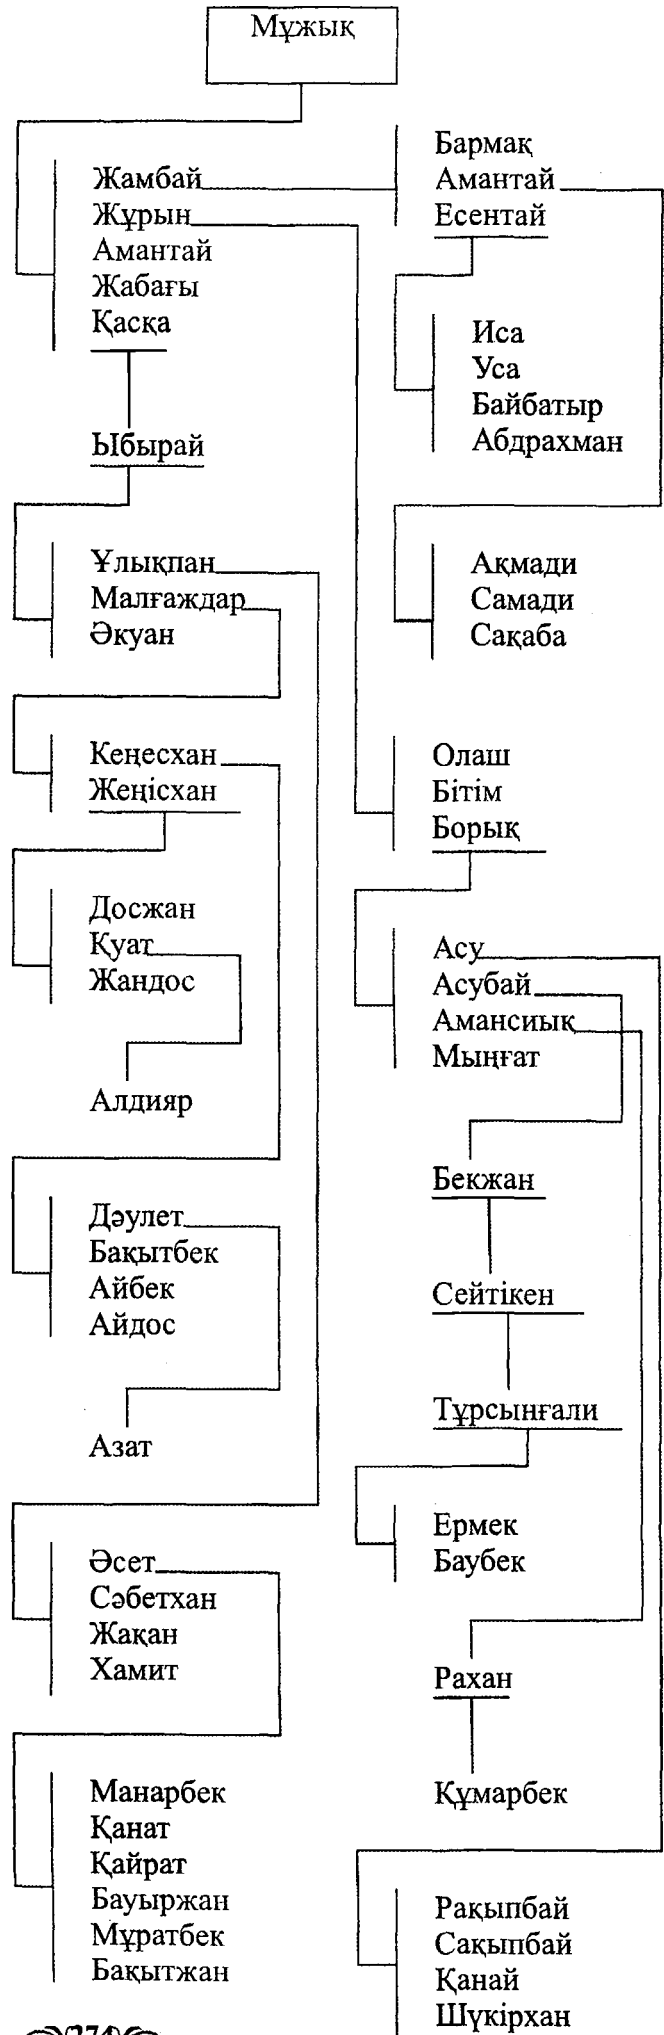 Мұжық
Жамбай
Жұрын
Амантай
Жабағы
Қасқа
Ыбырай
Ұлықпан
Малғаждар
Әкуан
Кеңесхан
Жеңісхан
Досжан
Қуат
Жандос
Алдияр
Дәулет
Бақытбек
Айбек
Айдос
Азат
Әсет
Сәбетхан
Жақан
Хамит
Манарбек
Қанат
Қайрат
Бауыржан
Мұратбек
Бақытжан
Бармақ
Амантай
Есентай
Иса
Уса
Байбатыр
Абдрахман
Ақмади
Самади
Сақаба
Олаш
Бітім
Борық
Асу
Асубай
Амансиық
Мыңғат
Бекжан
Сейтікен
Тұрсынғали
Ермек
Баубек
Рахан
Құмарбек
Рақыпбай
Сақыпбай
Қанай
Шүкірхан